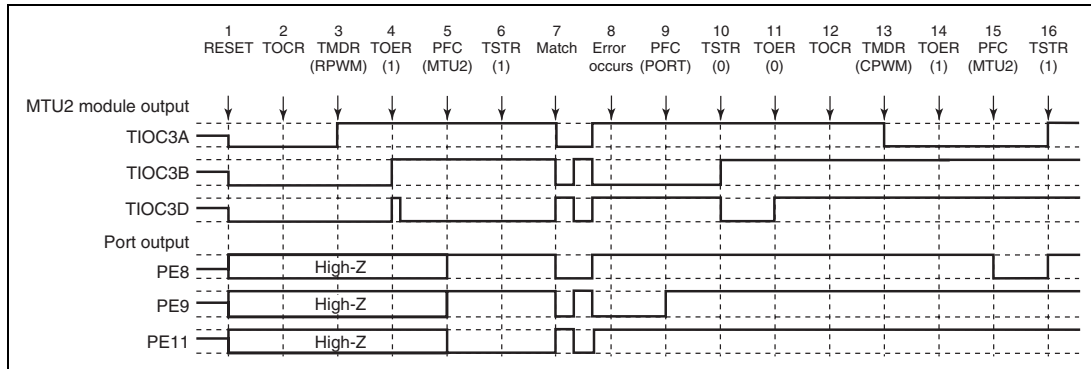 1 2 3 4 5 6 7 8 9 10 11 12 13 14 15 16
RESET TOCR TMDR TOER PFC TSTR Match Error PFC TSTR TOER TOCR TMDR TOER PFC TSTR
(RPWM) (1) (MTU2) (1) occurs (PORT) (0) (0) (CPWM) (1) (MTU2) (1)
MTU2 module output
TIOC3A
TIOC3B
TIOC3D
Port output
PE8 High-Z
PE9 High-Z
PE11 High-Z